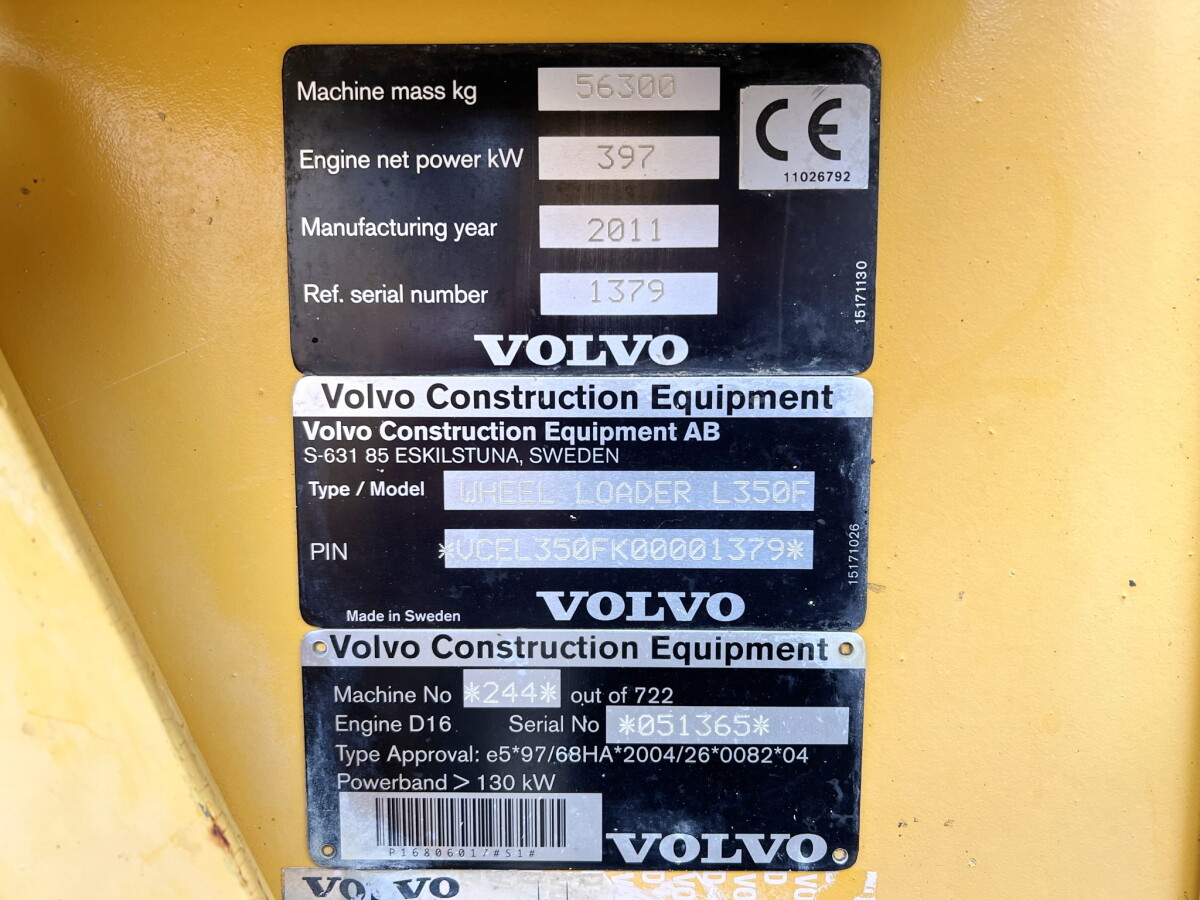 Machine mass kg 56300
CE
Engine net power kW 397
11026792
Manufacturing year 2011
Ref. serial number 1379
15171130
VOLVO
Volvo Construction Equipment
Volvo Construction Equipment AB
S-631 85 ESKILSTUNA, SWEDEN
Type / Model WHEEL LOADER L350F
PIN *VCEL350FK00001379*
15171026
Made in Sweden VOLVO
Volvo Construction Equipment
Machine No *244* out of 722
Engine D16 Serial No *051365*
Type Approval: e5*97/68HA*2004/26*0082*04
Powerband > 130 kW
VOLVO
VOLVO